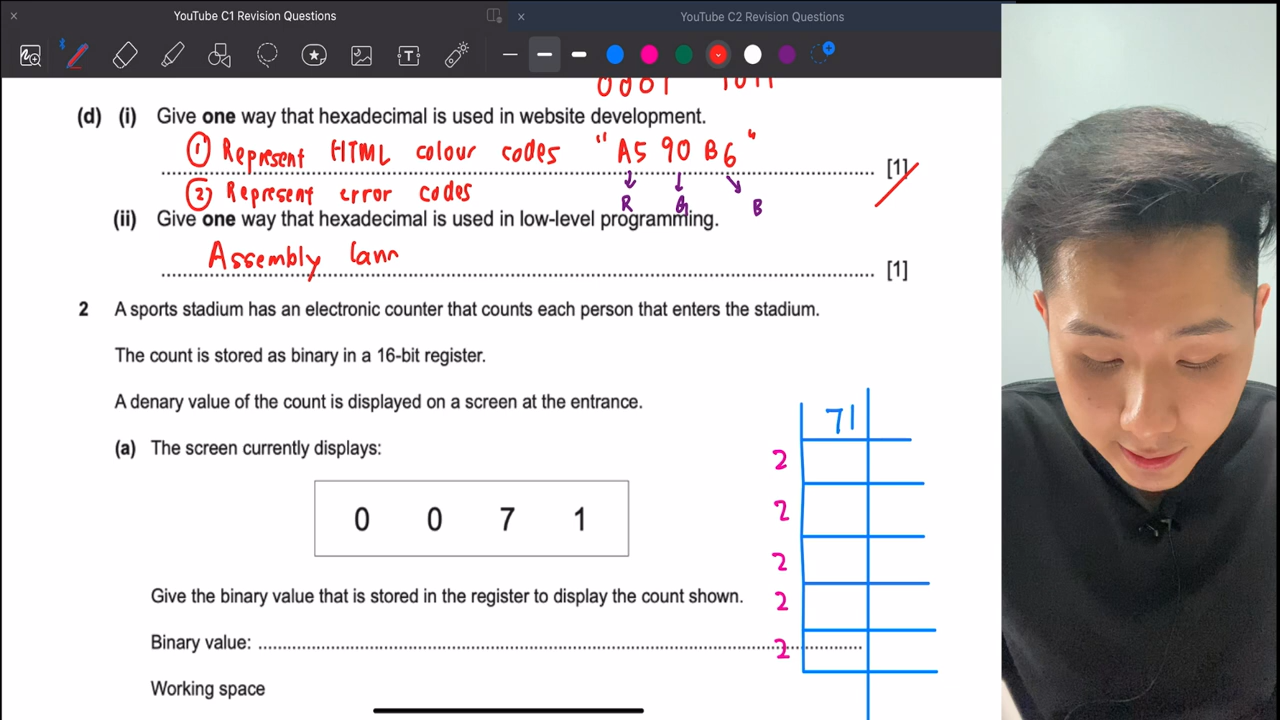 YouTube C1 Revision Questions
YouTube C2 Revision Questions
0001 1011
(d) (i) Give one way that hexadecimal is used in website development.
① Represent HTML colour codes "A5 90 B6"
[1]
② Represent error codes R G B
(ii) Give one way that hexadecimal is used in low-level programming.
Assembly lann
[1]
2 A sports stadium has an electronic counter that counts each person that enters the stadium.
The count is stored as binary in a 16-bit register.
A denary value of the count is displayed on a screen at the entrance.
(a) The screen currently displays:
0 0 7 1
Give the binary value that is stored in the register to display the count shown.
Binary value:
Working space
71
2
2
2
2
2